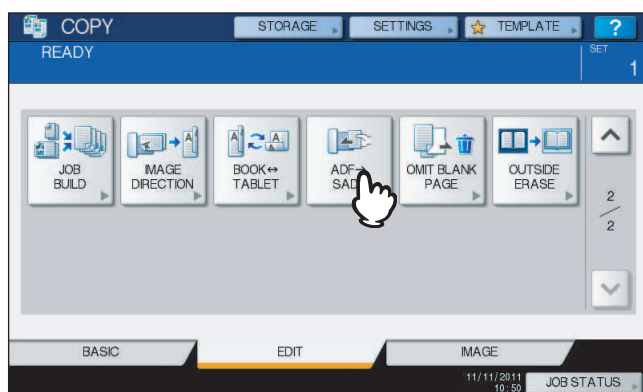 COPY
STORAGE
SETTINGS
TEMPLATE
?
READY
SET
1
JOB
BUILD
IMAGE
DIRECTION
BOOK↔
TABLET
ADF→
SAD
OMIT BLANK
PAGE
OUTSIDE
ERASE
2
2
BASIC
EDIT
IMAGE
11/11/2011
10:50
JOB STATUS